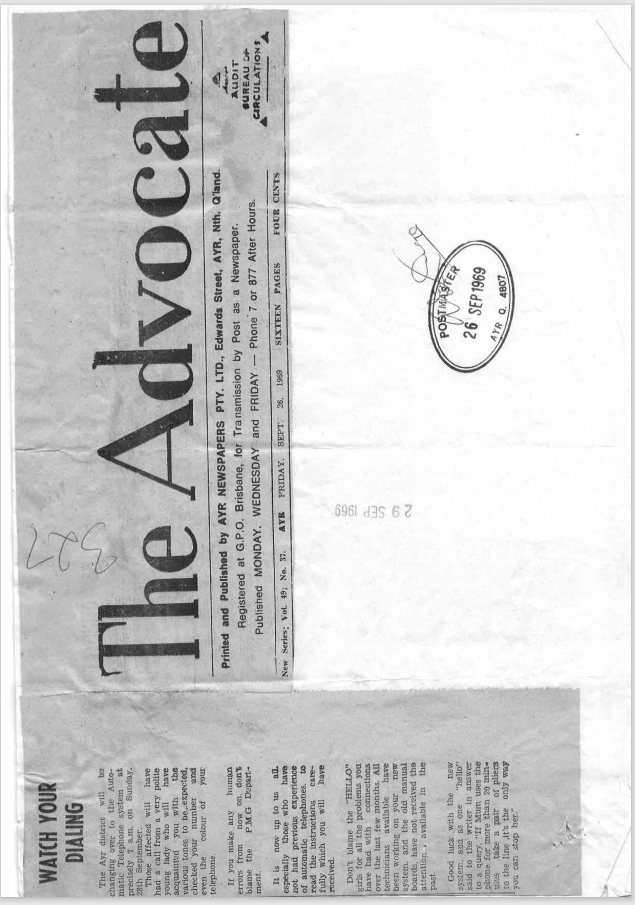 327
The Advocate
AUDIT
BUREAU OF
CIRCULATIONS
Printed and Published by AYR NEWSPAPERS PTY. LTD., Edwards Street, AYR, Nth. Q'land.
Registered at G.P.O. Brisbane, for Transmission by Post as a Newspaper.
Published MONDAY, WEDNESDAY and FRIDAY — Phone 7 or 877 After Hours.
New Series; Vol. 49; No. 37. AYR FRIDAY, SEPT 26, 1969 SIXTEEN PAGES FOUR CENTS
POSTMASTER
26 SEP 1969
AYR Q. 4807
29 SEP 1969
WATCH YOUR
DIALING
The Ayr district will be
changing over to the Auto-
matic Telephone system at
precisely a.m. on Sunday,
28th September.
Those affected will have
had a call from a very polite
young lady who will have
acquainted you with the
various tones to be expected,
checked your number and
even the colour of your
telephone.
If you make any human
errors from now on, don't
blame the P.M.G. Depart-
ment.
It is now up to us all,
especially those who have
not had previous experience
of automatic telephones, to
read the instructions care-
fully which you will have
received.
Don't blame the "HELLO"
girls for all the problems you
have had with connections
over the last few months. All
technicians available have
been working on your new
system, and the old manual
boards have not received the
attention, available in the
past.
Good luck with the new
system and as one "hello"
said to the writer in answer
to a query, "If Mum uses the
phone for more than 20 min-
utes take a pair of pliers
to the line, it's the only way
you can stop her".